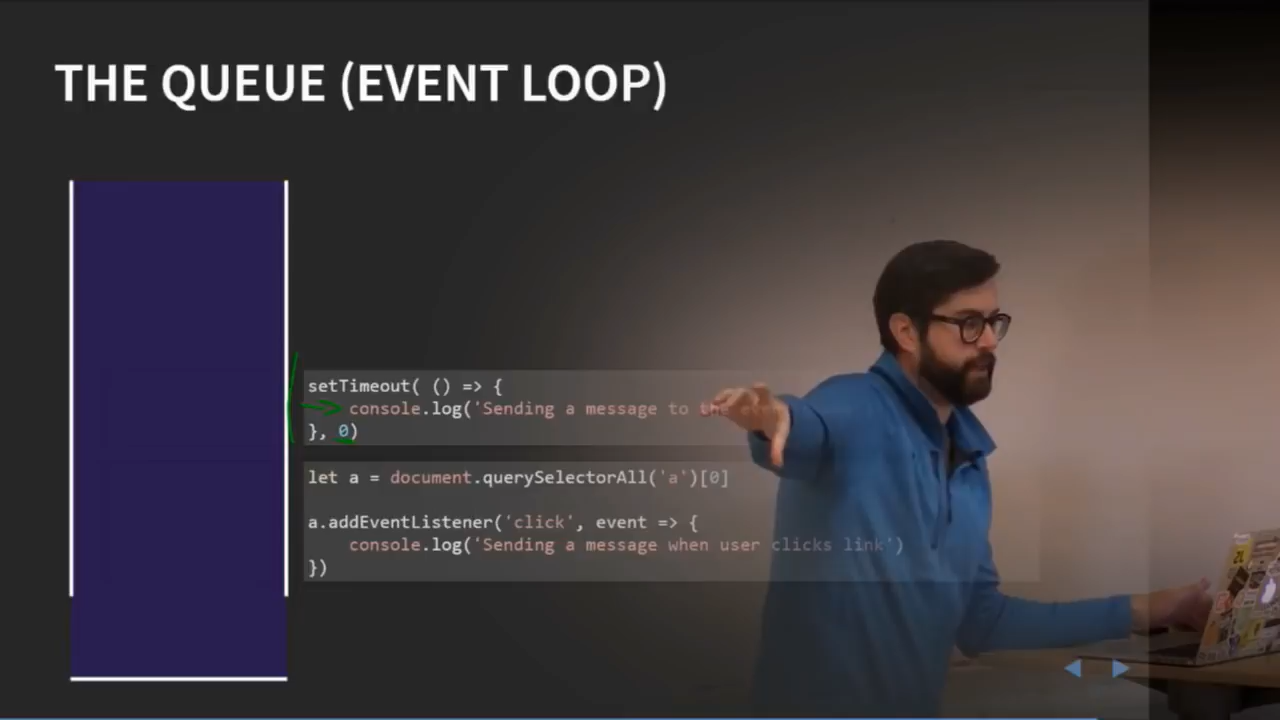 THE QUEUE (EVENT LOOP)
setTimeout( () => {
console.log('Sending a message to the
}, 0)
let a = document.querySelectorAll('a')[0]
a.addEventListener('click', event => {
console.log('Sending a message when user clicks link')
})